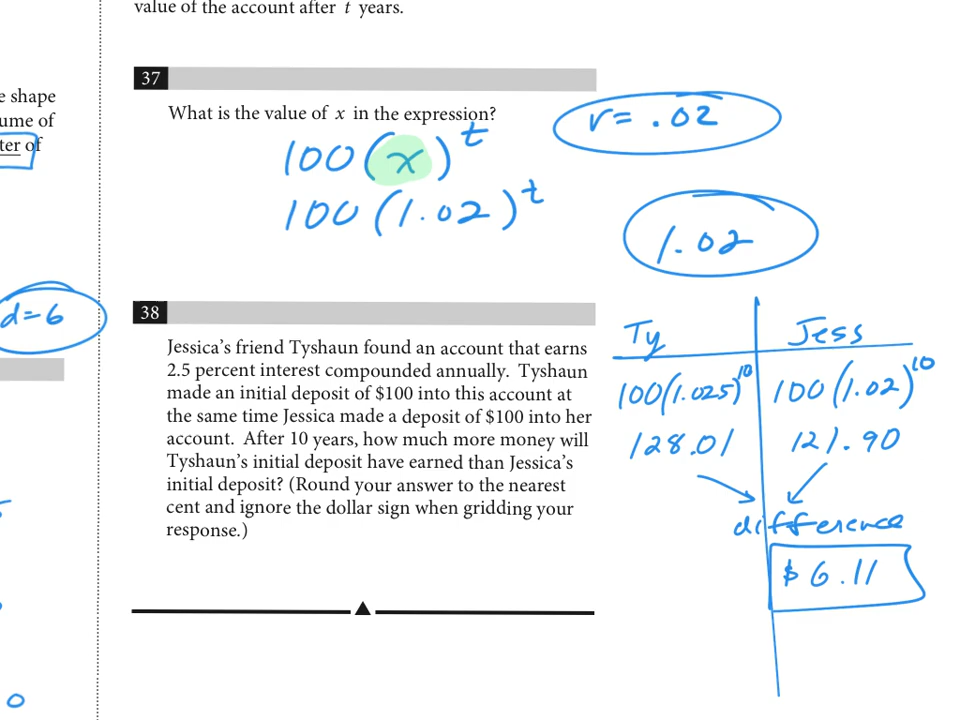 value of the account after t years.
e shape
ume of
ter of
37
What is the value of x in the expression?
100(x)^t
100(1.02)^t
r = .02
1.02
d=6
38
Jessica's friend Tyshaun found an account that earns
2.5 percent interest compounded annually. Tyshaun
made an initial deposit of $100 into this account at
the same time Jessica made a deposit of $100 into her
account. After 10 years, how much more money will
Tyshaun's initial deposit have earned than Jessica's
initial deposit? (Round your answer to the nearest
cent and ignore the dollar sign when gridding your
response.)
Ty Jess
100(1.025)^10 100(1.02)^10
128.01 121.90
difference
$6.11
0